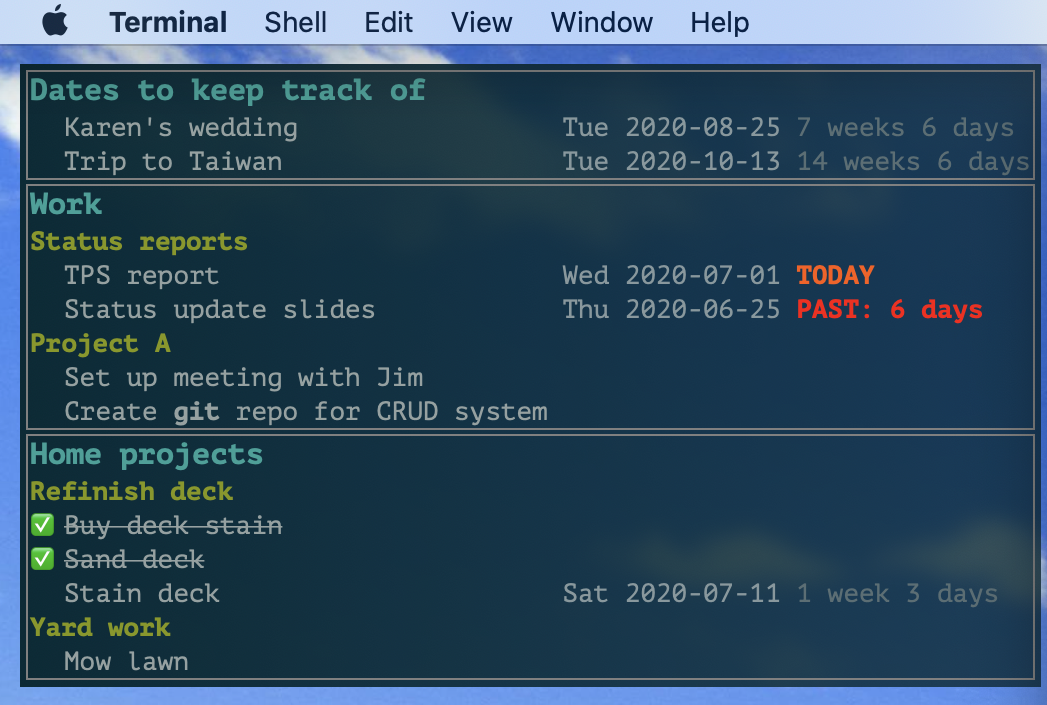 Terminal Shell Edit View Window Help
Dates to keep track of
Karen's wedding Tue 2020-08-25 7 weeks 6 days
Trip to Taiwan Tue 2020-10-13 14 weeks 6 days
Work
Status reports
TPS report Wed 2020-07-01 TODAY
Status update slides Thu 2020-06-25 PAST: 6 days
Project A
Set up meeting with Jim
Create git repo for CRUD system
Home projects
Refinish deck
✅ Buy deck stain
✅ Sand deck
Stain deck Sat 2020-07-11 1 week 3 days
Yard work
Mow lawn